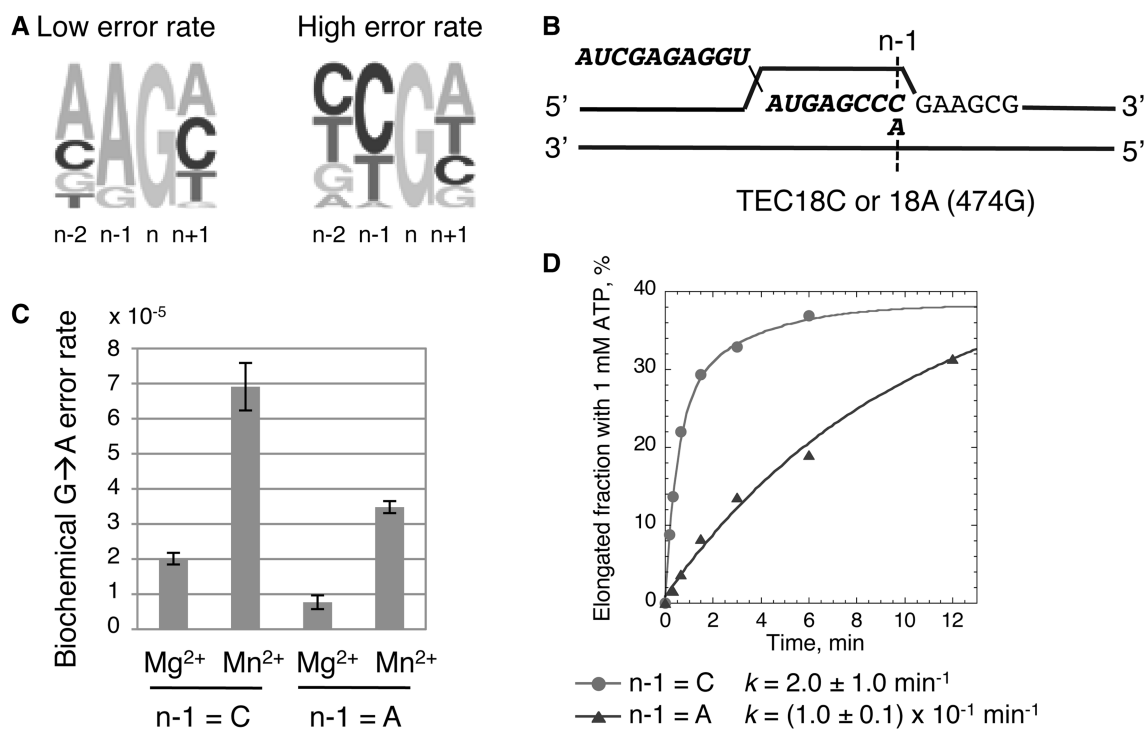 A Low error rate High error rate
A C G T A G G A C T G
C T G A C T A G A T C G
n-2 n-1 n n+1 n-2 n-1 n n+1
B
n-1
AUCGAGAGGU
5’ AUGAGCCC GAAGCG 3’
A
3’ 5’
TEC18C or 18A (474G)
C
x 10-5
Biochemical G→A error rate
8
7
6
5
4
3
2
1
0
Mg2+ Mn2+ Mg2+ Mn2+
n-1 = C n-1 = A
D
Elongated fraction with 1 mM ATP, %
40
30
20
10
0
0 2 4 6 8 10 12
Time, min
n-1 = C k = 2.0 ± 1.0 min-1
n-1 = A k = (1.0 ± 0.1) x 10-1 min-1